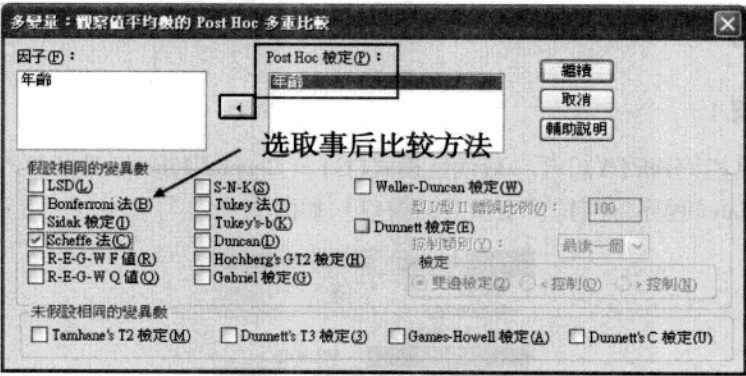 多變量：觀察值平均數的 Post Hoc 多重比較
因子(F)：
年齡
Post Hoc 檢定(P)：
年齡
繼續
取消
輔助說明
选取事后比较方法
假設相同的變異數
LSD(L)
Bonferroni 法(B)
Sidak 檢定(I)
Scheffe 法(C)
R-E-G-W F 值(R)
R-E-G-W Q 值(Q)
S-N-K(S)
Tukey 法(T)
Tukey's-b(K)
Duncan(D)
Hochberg's GT2 檢定(H)
Gabriel 檢定(G)
Waller-Duncan 檢定(W)
型 I/型 II 錯誤比例(/)： 100
Dunnett 檢定(E)
控制類別(Y)： 最後一個
檢定
雙邊檢定(2) < 控制(O) > 控制(N)
未假設相同的變異數
Tamhane's T2 檢定(M) Dunnett's T3 檢定(3) Games-Howell 檢定(A) Dunnett's C 檢定(U)